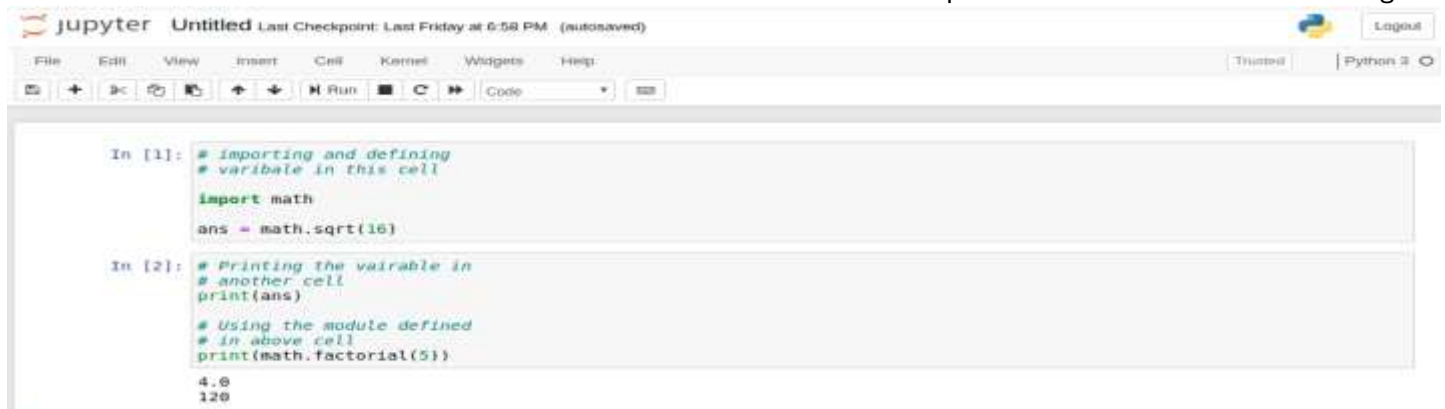 jupyter Untitled Last Checkpoint: Last Friday at 6:58 PM (autosaved)
Logout
File Edit View Insert Cell Kernel Widgets Help
Trusted
Python 3
Run
Code
In [1]: # importing and defining
# varibale in this cell
import math
ans = math.sqrt(16)
In [2]: # Printing the vairable in
# another cell
print(ans)
# Using the module defined
# in above cell
print(math.factorial(5))
4.0
120